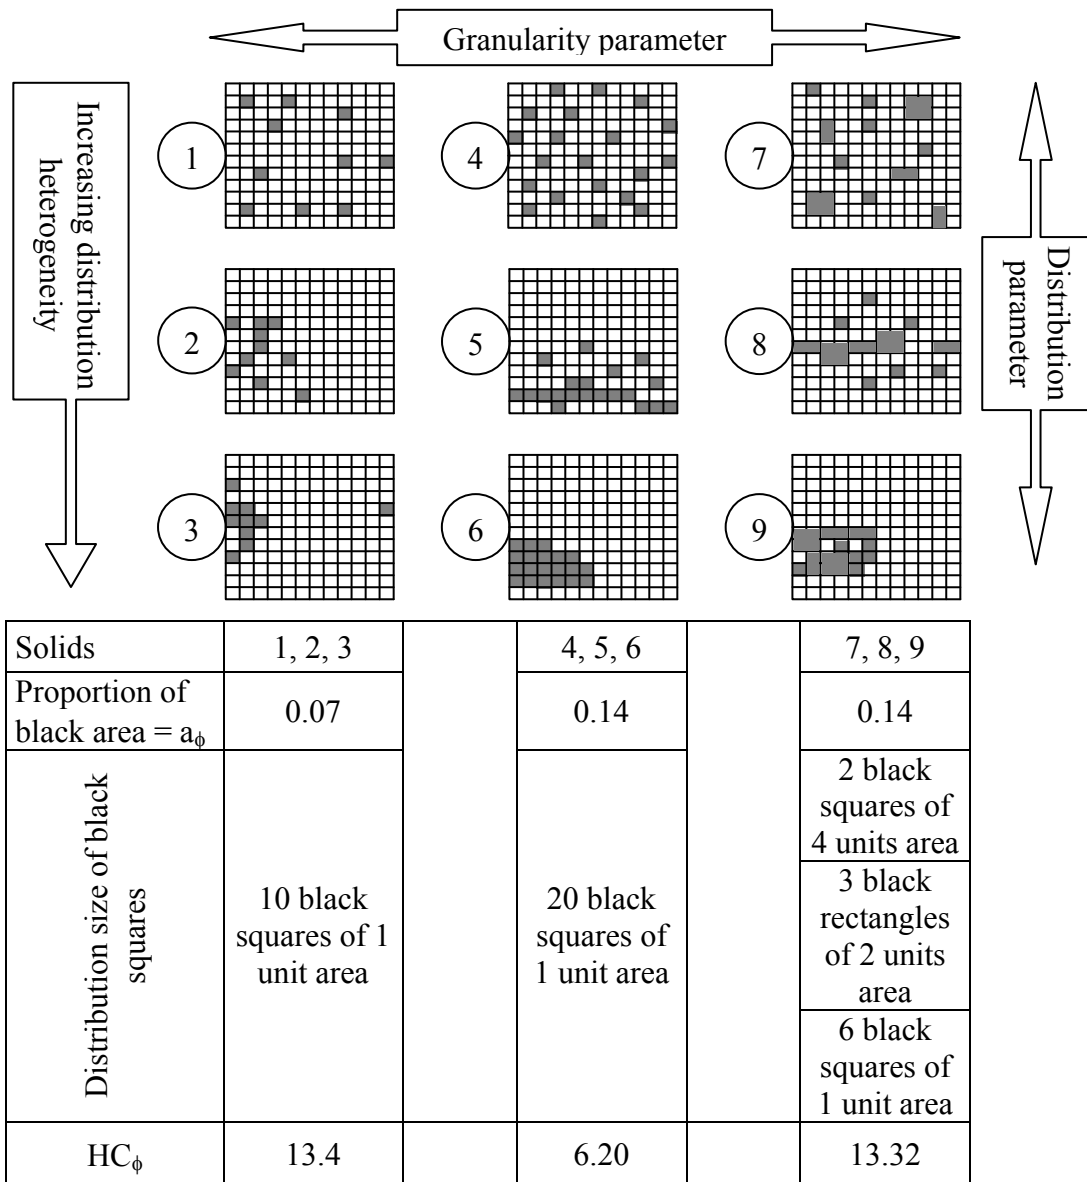 Granularity parameter
Increasing distribution
heterogeneity
1
4
7
Distribution
parameter
2
5
8
3
6
9
Solids
1, 2, 3
4, 5, 6
7, 8, 9
Proportion of
black area = aϕ
0.07
0.14
0.14
Distribution size of black
squares
10 black
squares of 1
unit area
20 black
squares of
1 unit area
2 black
squares of
4 units area
3 black
rectangles
of 2 units
area
6 black
squares of
1 unit area
HCϕ
13.4
6.20
13.32